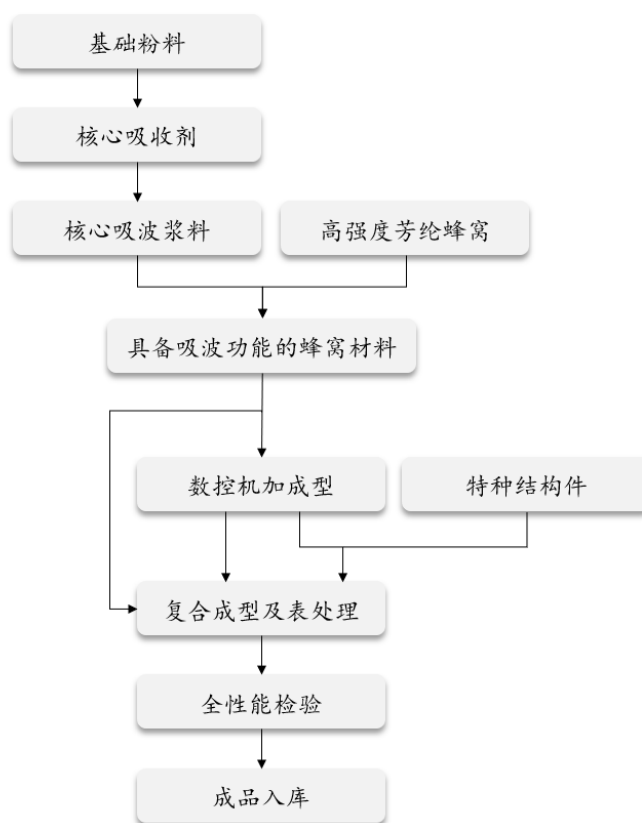 基础粉料
核心吸收剂
核心吸波浆料
高强度芳纶蜂窝
具备吸波功能的蜂窝材料
数控机加成型
特种结构件
复合成型及表处理
全性能检验
成品入库